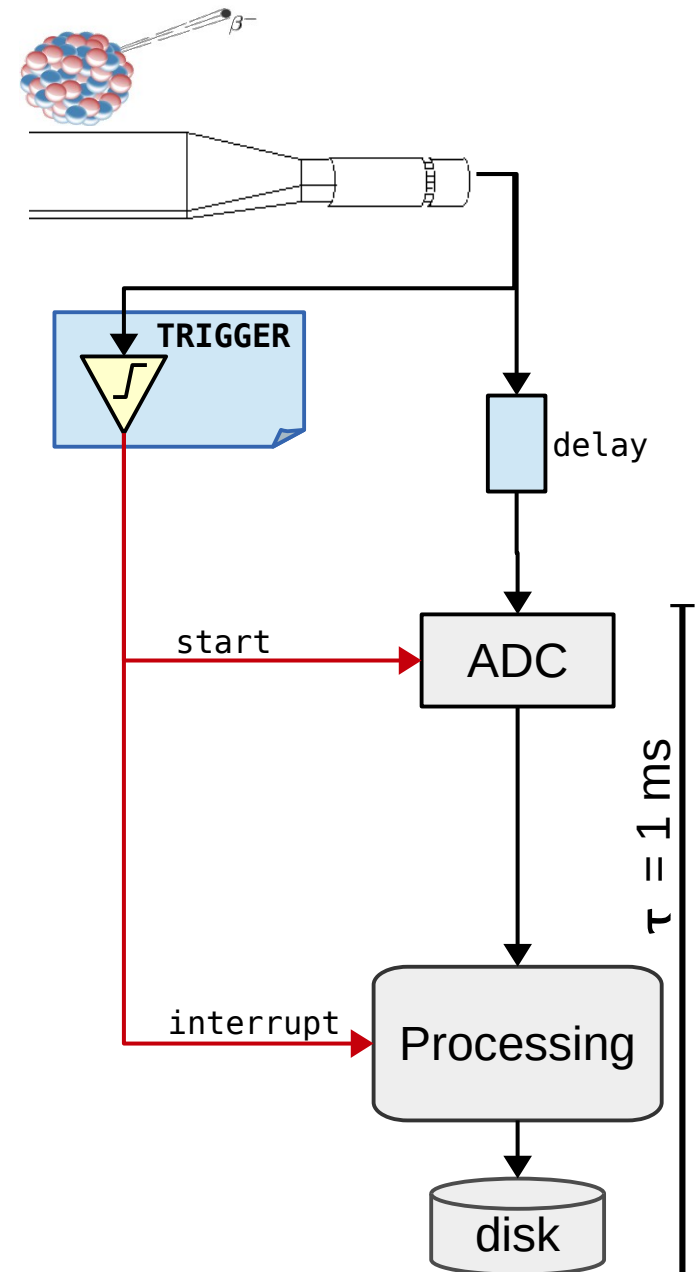 β⁻
TRIGGER
delay
start
ADC
τ = 1 ms
interrupt
Processing
disk